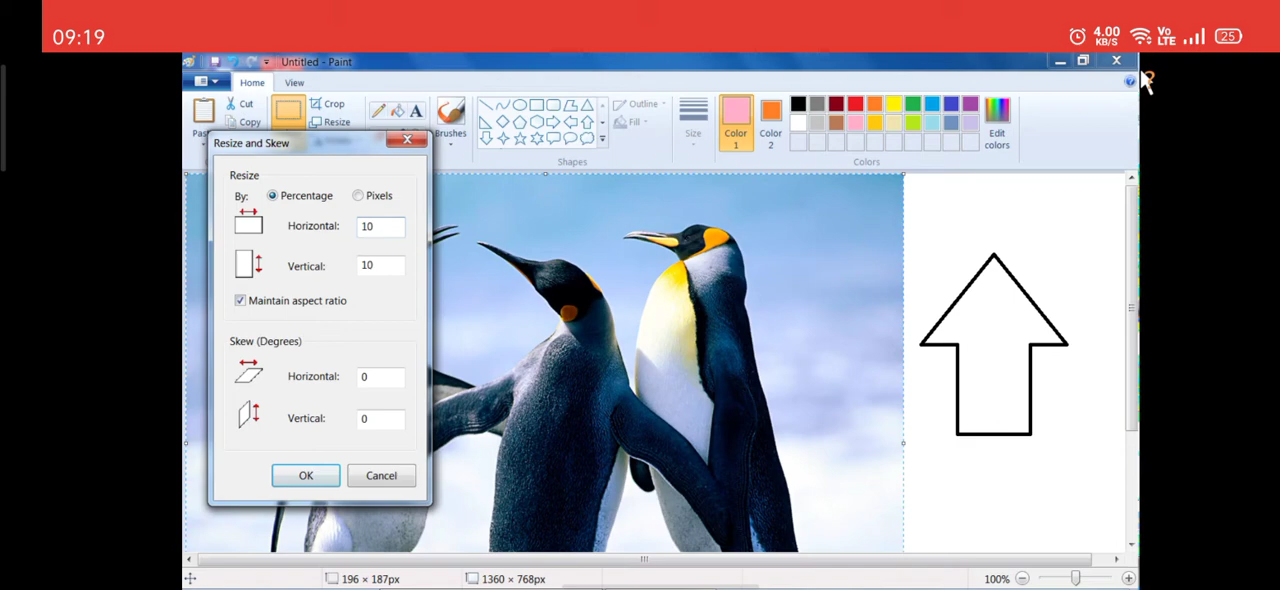 09:19
4.00
KB/S
Vo
LTE
25
Untitled - Paint
Home View
Cut
Copy
Crop
Resize
A
Brushes
Outline
Fill
Shapes
Size
Color
1
Color
2
Edit
colors
Colors
Resize and Skew
Resize
By: Percentage Pixels
Horizontal: 10
Vertical: 10
Maintain aspect ratio
Skew (Degrees)
Horizontal: 0
Vertical: 0
OK Cancel
196 × 187px 1360 × 768px 100%